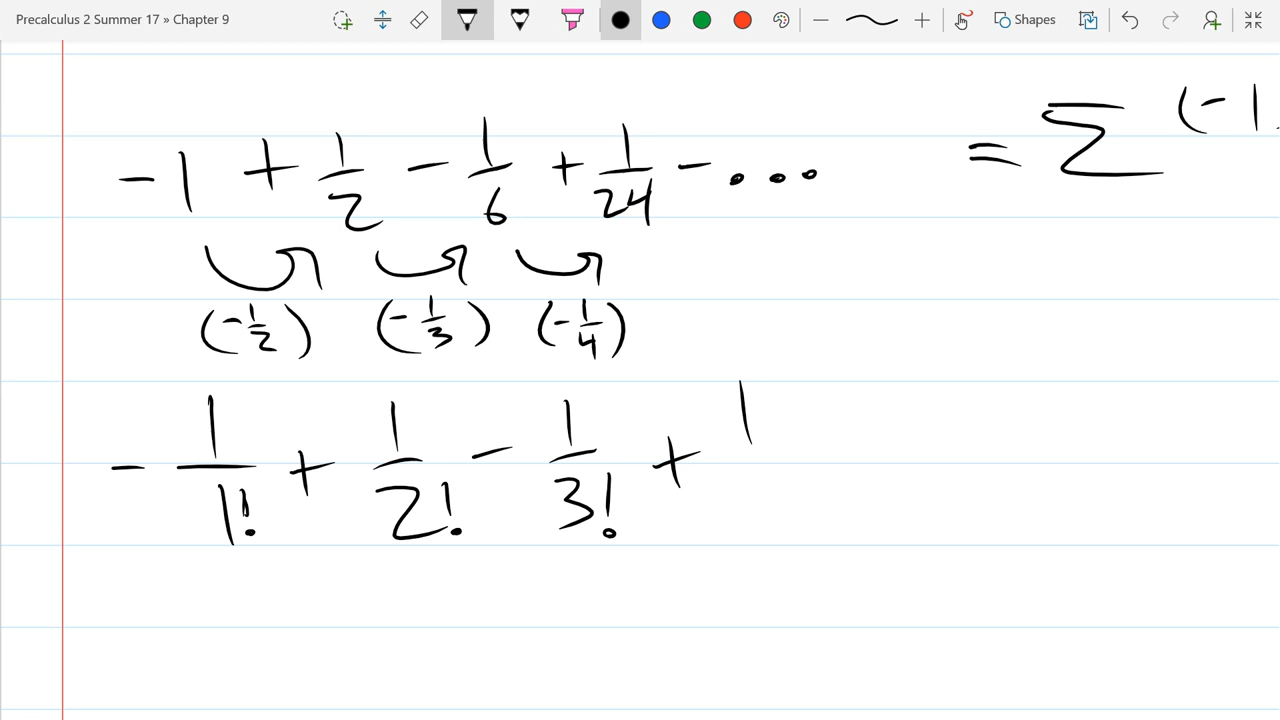 Precalculus 2 Summer 17 » Chapter 9
Shapes
-1 + 1/2 - 1/6 + 1/24 - ... = Σ (-1
(-1/2) (-1/3) (-1/4)
- 1/1! + 1/2! - 1/3! + 1